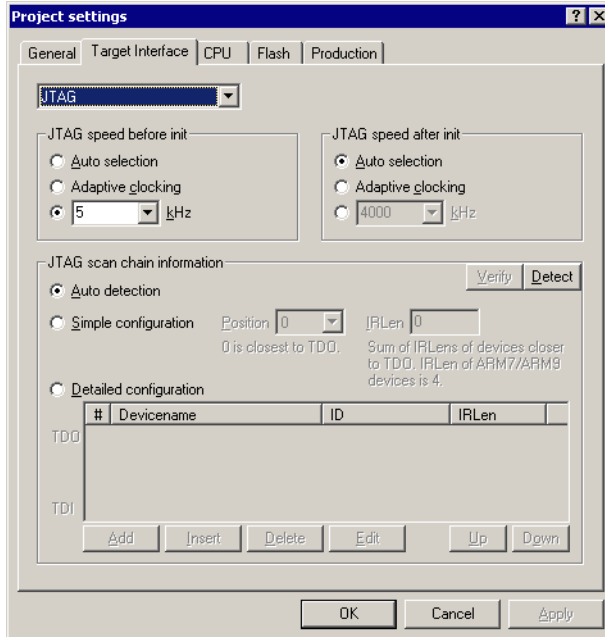 Project settings
General Target Interface CPU Flash Production
JTAG
JTAG speed before init
Auto selection
Adaptive clocking
5 kHz
JTAG speed after init
Auto selection
Adaptive clocking
4000 kHz
JTAG scan chain information
Verify Detect
Auto detection
Simple configuration Position 0 IRLen 0
0 is closest to TDO.
Sum of IRLens of devices closer
to TDO. IRLen of ARM7/ARM9
devices is 4.
Detailed configuration
# Devicename ID IRLen
TDO
TDI
Add Insert Delete Edit Up Down
OK Cancel Apply